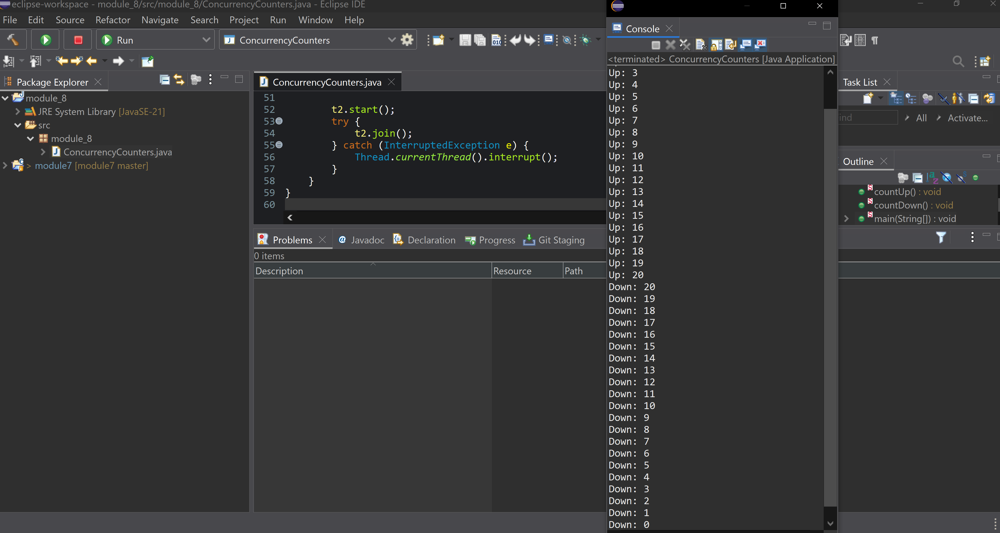 eclipse-workspace - module_8/src/module_8/ConcurrencyCounters.java - Eclipse IDE
File Edit Source Refactor Navigate Search Project Run Window Help
Run
ConcurrencyCounters
Package Explorer
module_8
JRE System Library [JavaSE-21]
src
module_8
ConcurrencyCounters.java
> module7 [module7 master]
ConcurrencyCounters.java
51
52 t2.start();
53 try {
54 t2.join();
55 } catch (InterruptedException e) {
56 Thread.currentThread().interrupt();
57 }
58 }
59 }
60
Problems Javadoc Declaration Progress Git Staging
0 items
Description Resource Path
Console
<terminated> ConcurrencyCounters [Java Application]
Up: 3
Up: 4
Up: 5
Up: 6
Up: 7
Up: 8
Up: 9
Up: 10
Up: 11
Up: 12
Up: 13
Up: 14
Up: 15
Up: 16
Up: 17
Up: 18
Up: 19
Up: 20
Down: 20
Down: 19
Down: 18
Down: 17
Down: 16
Down: 15
Down: 14
Down: 13
Down: 12
Down: 11
Down: 10
Down: 9
Down: 8
Down: 7
Down: 6
Down: 5
Down: 4
Down: 3
Down: 2
Down: 1
Down: 0
Task List
ind All Activate...
Outline
countUp() : void
countDown() : void
main(String[]) : void